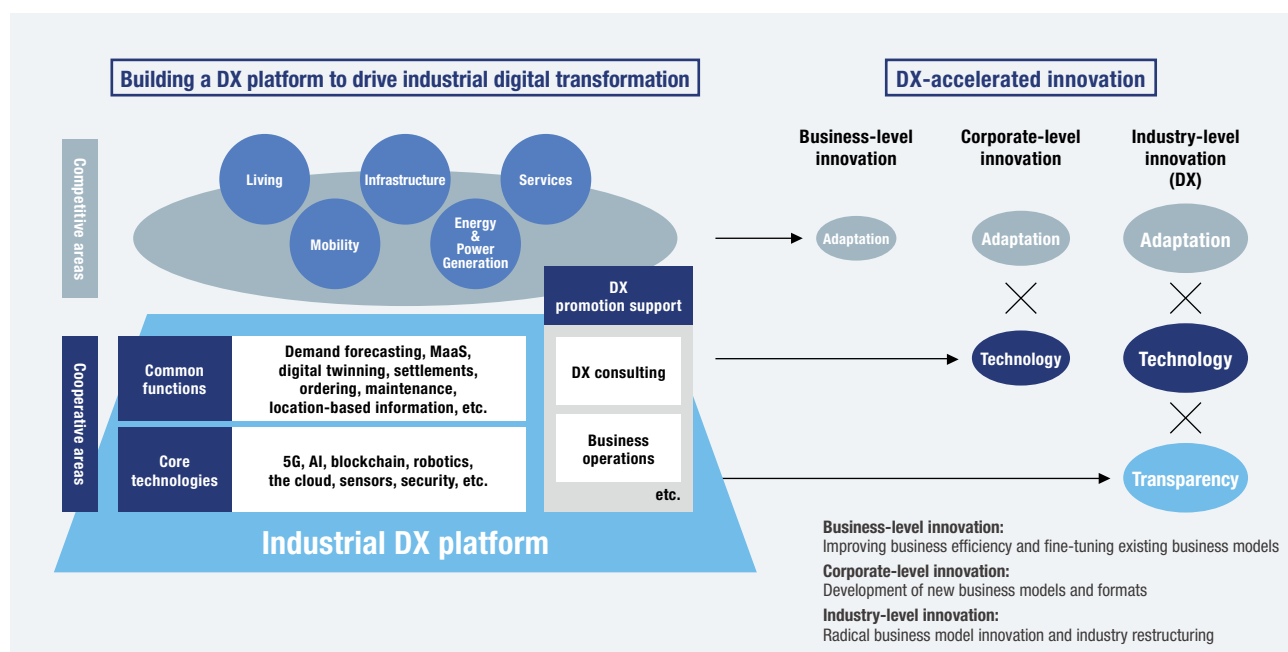 Building a DX platform to drive industrial digital transformation
Competitive areas
Living
Infrastructure
Services
Mobility
Energy
&
Power
Generation
DX
promotion support
Cooperative areas
Common
functions
Demand forecasting, MaaS,
digital twinning, settlements,
ordering, maintenance,
location-based information, etc.
DX consulting
Core
technologies
5G, AI, blockchain, robotics,
the cloud, sensors, security, etc.
Business
operations
etc.
Industrial DX platform
DX-accelerated innovation
Business-level
innovation
Corporate-level
innovation
Industry-level
innovation
(DX)
Adaptation
Adaptation
Adaptation
Technology
Technology
Transparency
Business-level innovation:
Improving business efficiency and fine-tuning existing business models
Corporate-level innovation:
Development of new business models and formats
Industry-level innovation:
Radical business model innovation and industry restructuring